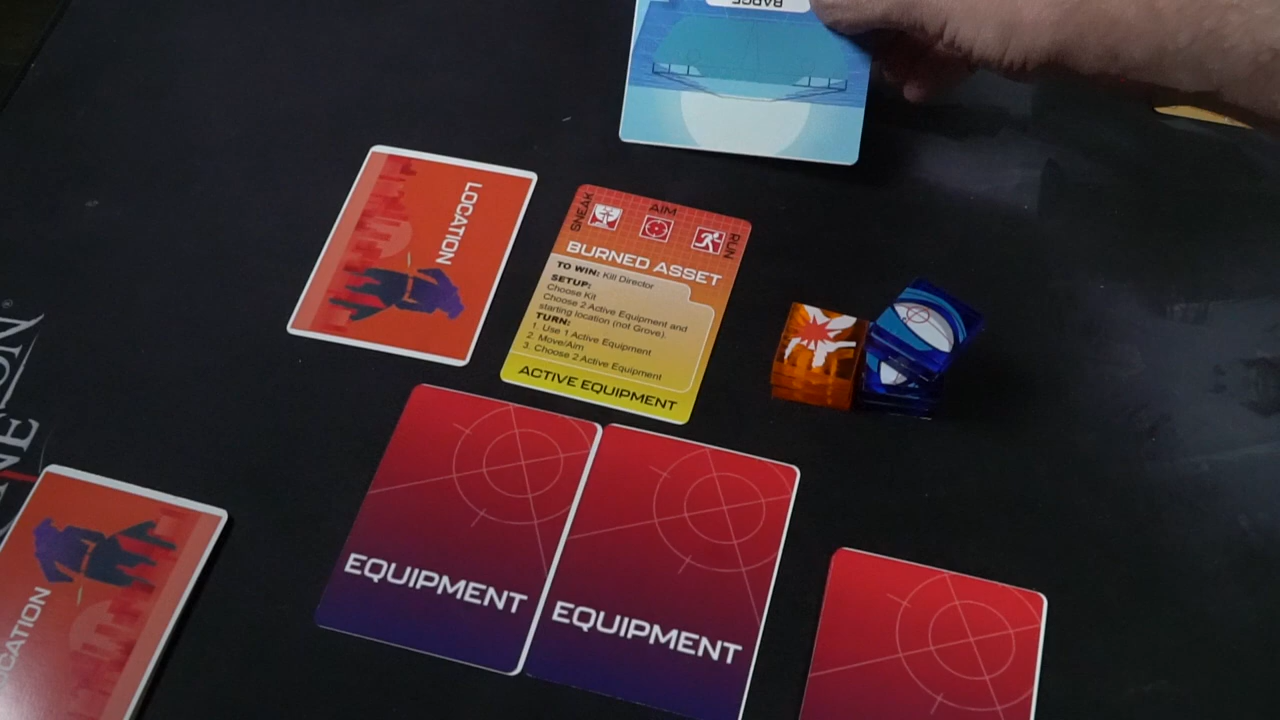 BARGE
LOCATION
SNEAK
AIM
RUN
BURNED ASSET
TO WIN: Kill Director
SETUP:
Choose Kit
Choose 2 Active Equipment and
starting location (not Grove).
TURN:
1. Use 1 Active Equipment
2. Move/Aim
3. Choose 2 Active Equipment
ACTIVE EQUIPMENT
EQUIPMENT
EQUIPMENT